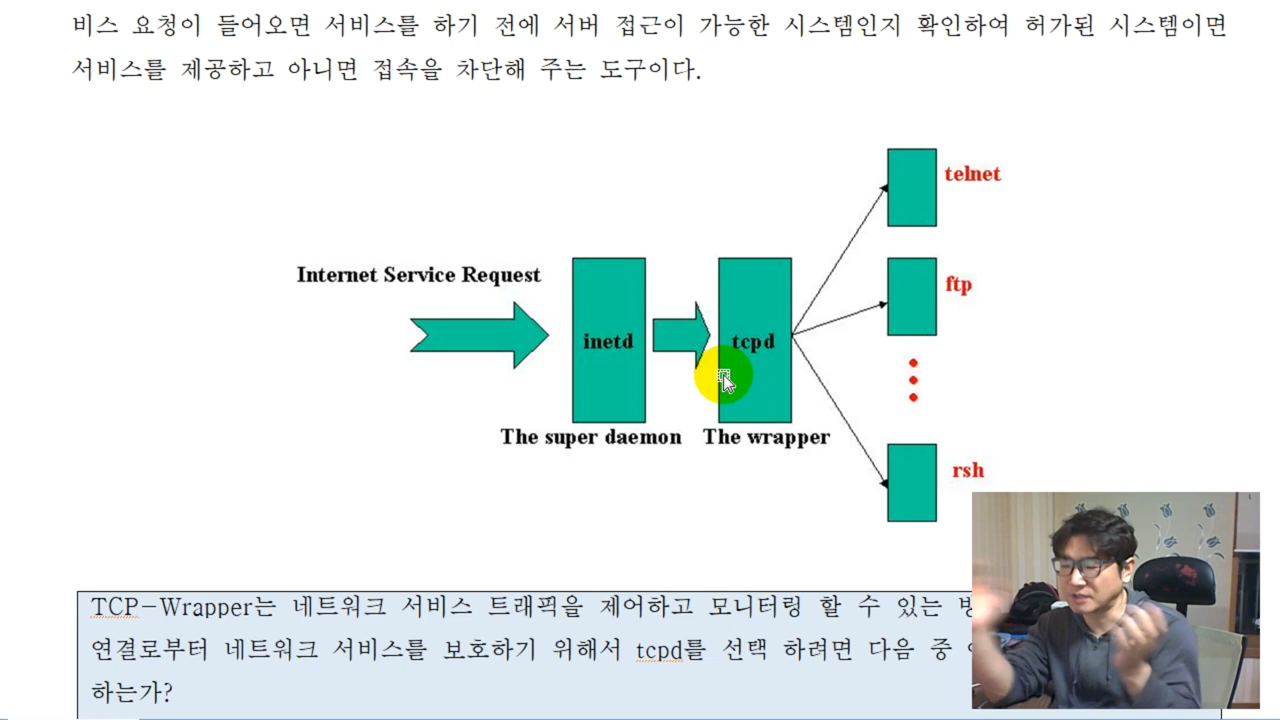 비스 요청이 들어오면 서비스를 하기 전에 서버 접근이 가능한 시스템인지 확인하여 허가된 시스템이면
서비스를 제공하고 아니면 접속을 차단해 주는 도구이다.
telnet
Internet Service Request
ftp
inetd
tcpd
The super daemon
The wrapper
rsh
TCP-Wrapper는 네트워크 서비스 트래픽을 제어하고 모니터링 할 수 있는
연결로부터 네트워크 서비스를 보호하기 위해서 tcpd를 선택 하려면 다음 중
하는가?